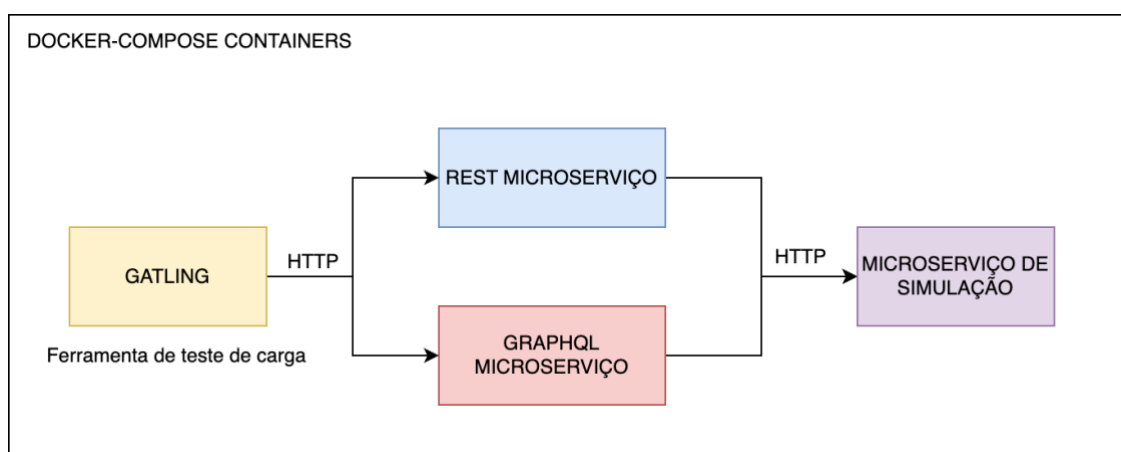 DOCKER-COMPOSE CONTAINERS
REST MICROSERVIÇO
GATLING
HTTP
HTTP
MICROSERVIÇO DE
SIMULAÇÃO
Ferramenta de teste de carga
GRAPHQL
MICROSERVIÇO